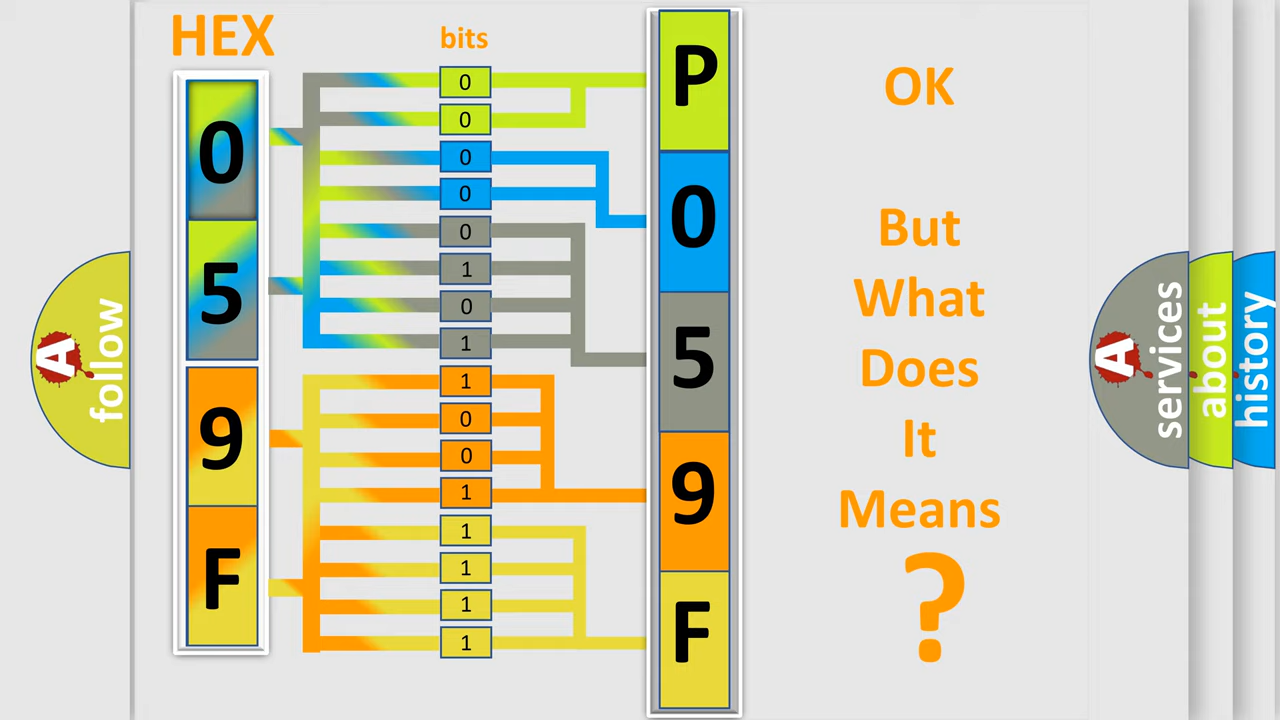 HEX
bits
0
5
9
F
0
0
0
0
0
1
0
1
1
0
0
1
1
1
1
1
P
0
5
9
F
OK
But
What
Does
It
Means
?
A
follow
A
services
about
history